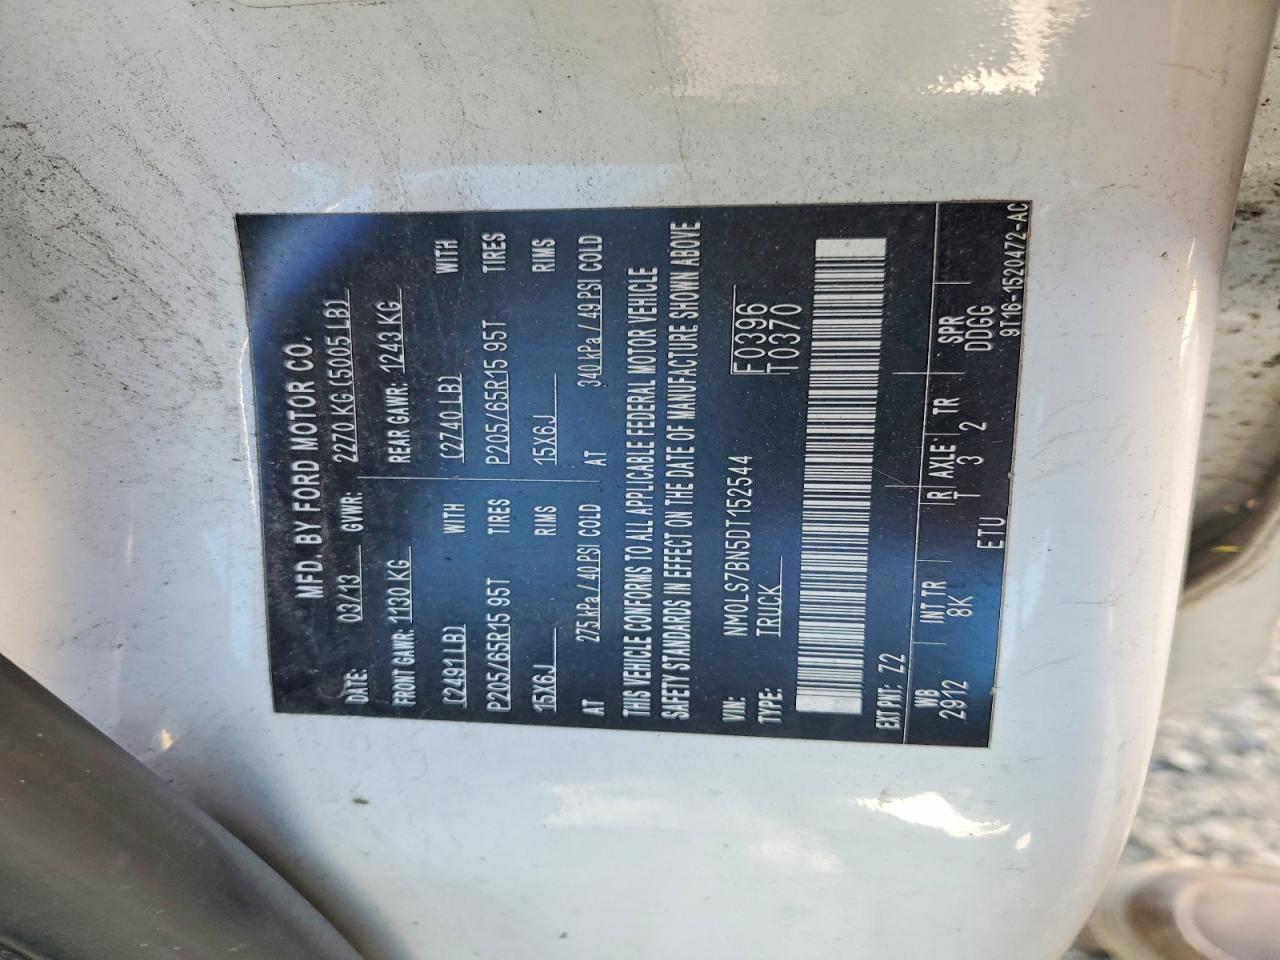 MFD. BY FORD MOTOR CO.
DATE: 03/13 GVWR: 2270 KG (5005 LB)
FRONT GAWR: 1130 KG REAR GAWR: 1243 KG
(2491 LB) WITH (2740 LB) WITH
P205/65R15 95T TIRES P205/65R15 95T TIRES
15X6J RIMS 15X6J RIMS
AT 275 kPa / 40 PSI COLD AT 340 kPa / 49 PSI COLD
THIS VEHICLE CONFORMS TO ALL APPLICABLE FEDERAL MOTOR VEHICLE
SAFETY STANDARDS IN EFFECT ON THE DATE OF MANUFACTURE SHOWN ABOVE
VIN: NM0LS7BN5DT152544 F0396
TYPE: TRUCK T0370
EXT PNT: Z2
WB INT TR R AXLE TR SPR
2912 8K 1 3 2 DDGG
ETU 9T16-1520472-AC